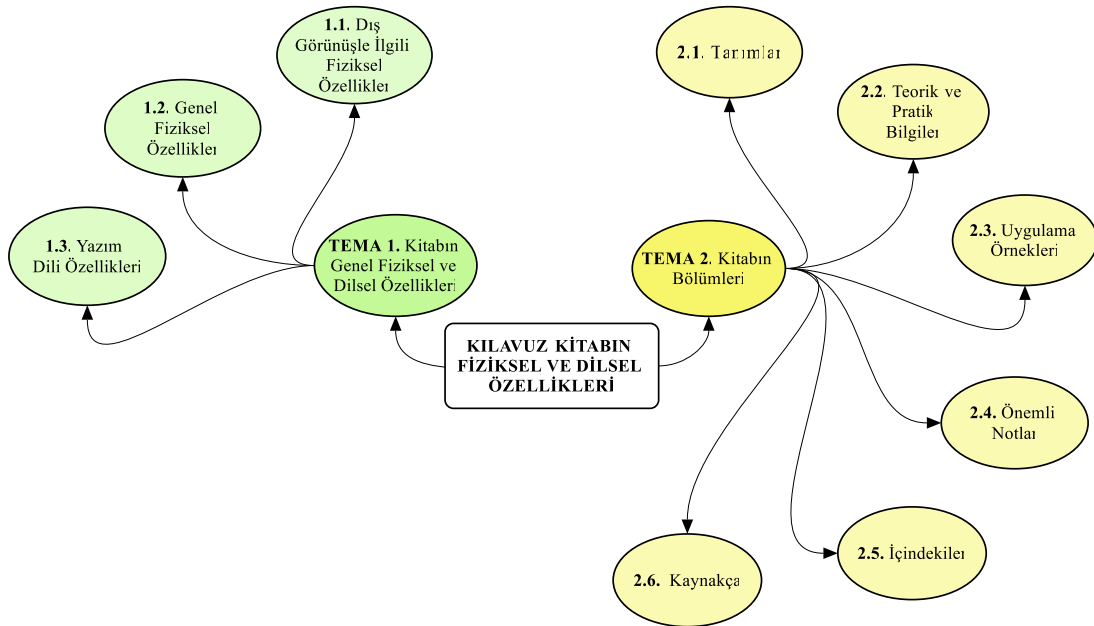 1.1. Dış
Görünüşle İlgili
Fiziksel
Özellikler
1.2. Genel
Fiziksel
Özellikler
1.3. Yazım
Dili Özellikleri
TEMA 1. Kitabın
Genel Fiziksel ve
Dilsel Özellikleri
KILAVUZ KİTABIN
FİZİKSEL VE DİLSEL
ÖZELLİKLERİ
TEMA 2. Kitabın
Bölümleri
2.1. Tanımlar
2.2. Teorik ve
Pratik
Bilgiler
2.3. Uygulama
Örnekleri
2.4. Önemli
Notlar
2.5. İçindekiler
2.6. Kaynakça